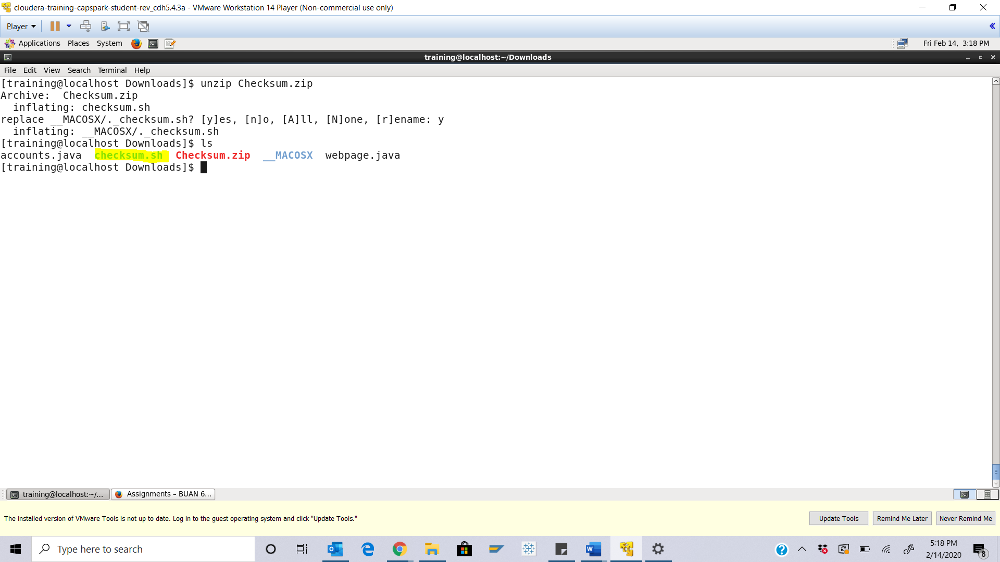 cloudera-training-capspark-student-rev_cdh5.4.3a - VMware Workstation 14 Player (Non-commercial use only)
Player
Applications Places System Fri Feb 14, 3:18 PM
training@localhost:~/Downloads
File Edit View Search Terminal Help
[training@localhost Downloads]$ unzip Checksum.zip
Archive:  Checksum.zip
  inflating: checksum.sh
replace __MACOSX/._checksum.sh? [y]es, [n]o, [A]ll, [N]one, [r]ename: y
  inflating: __MACOSX/._checksum.sh
[training@localhost Downloads]$ ls
accounts.java  checksum.sh  Checksum.zip  __MACOSX  webpage.java
[training@localhost Downloads]$
training@localhost:~/... Assignments – BUAN 6...
The installed version of VMware Tools is not up to date. Log in to the guest operating system and click "Update Tools." Update Tools Remind Me Later Never Remind Me
Type here to search
5:18 PM
2/14/2020
8